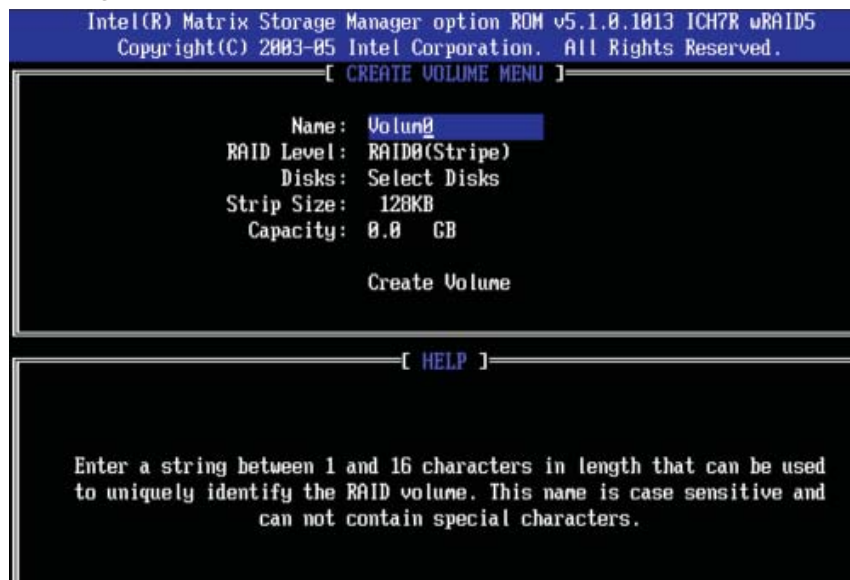 Intel(R) Matrix Storage Manager option ROM v5.1.0.1013 ICH7R wRAID5
Copyright(C) 2003-05 Intel Corporation. All Rights Reserved.
[ CREATE VOLUME MENU ]
Name: Volum0
RAID Level: RAID0(Stripe)
Disks: Select Disks
Strip Size: 128KB
Capacity: 0.0 GB
Create Volume
[ HELP ]
Enter a string between 1 and 16 characters in length that can be used
to uniquely identify the RAID volume. This name is case sensitive and
can not contain special characters.